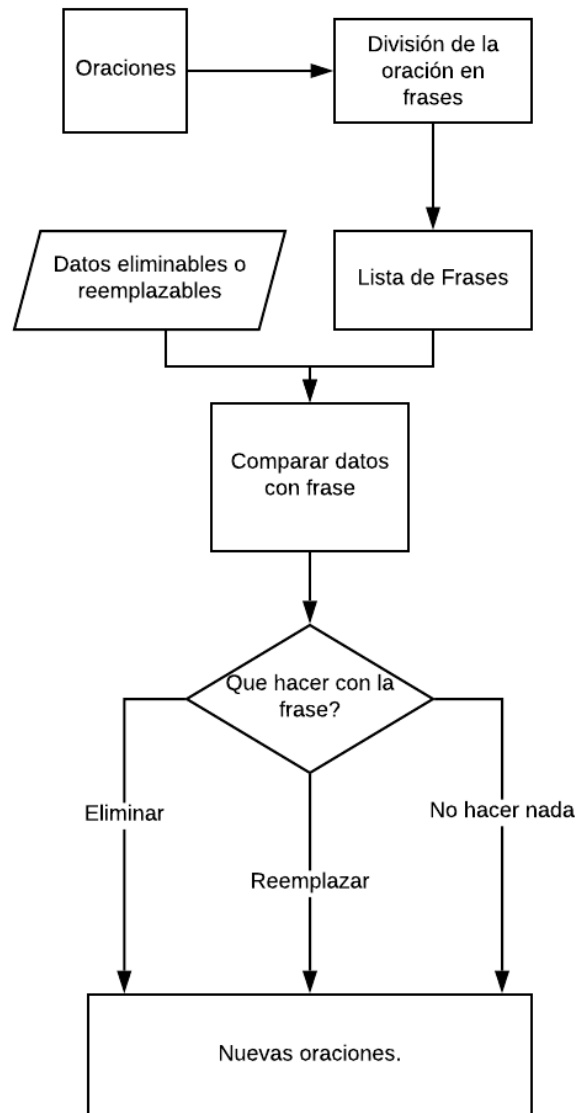 Oraciones
División de la
oración en
frases
Datos eliminables o
reemplazables
Lista de Frases
Comparar datos
con frase
Que hacer con la
frase?
Eliminar
No hacer nada
Reemplazar
Nuevas oraciones.